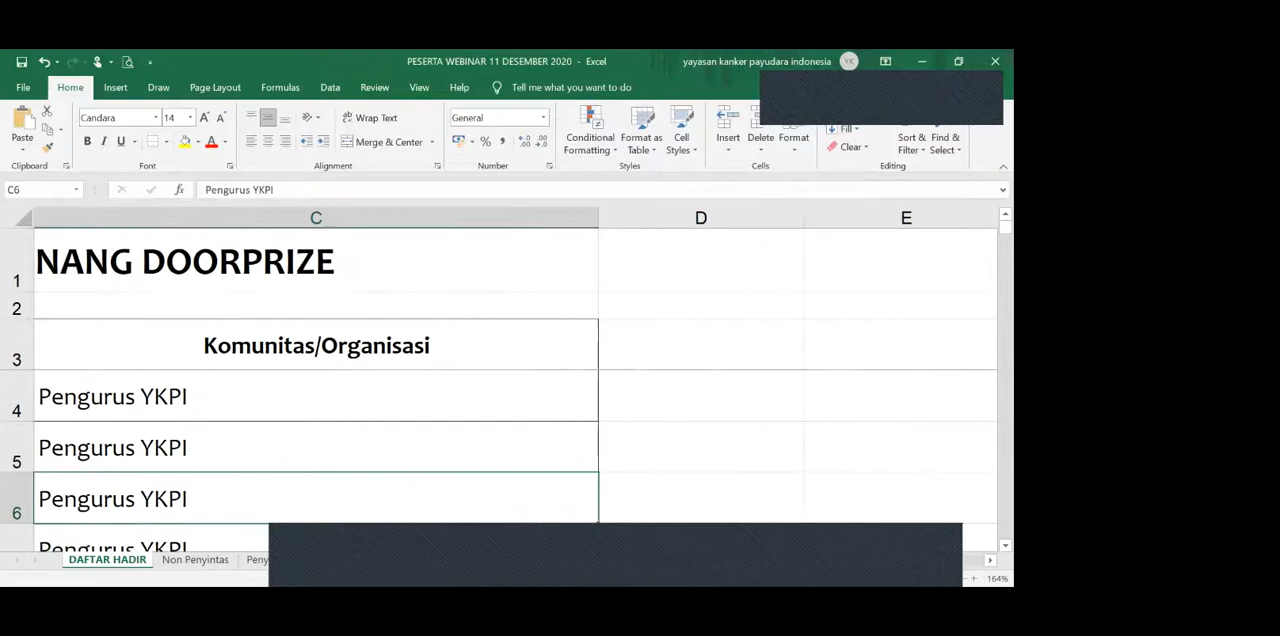 PESERTA WEBINAR 11 DESEMBER 2020 - Excel
yayasan kanker payudara indonesia YK
File Home Insert Draw Page Layout Formulas Data Review View Help Tell me what you want to do
Paste
Candara 14
B I U
Wrap Text
Merge & Center
General
Conditional Formatting
Format as Table
Cell Styles
Insert Delete Format
Fill
Clear
Sort & Filter
Find & Select
Clipboard Font Alignment Number Styles Cells Editing
C6 fx Pengurus YKPI
C D E
1 NANG DOORPRIZE
2
3 Komunitas/Organisasi
4 Pengurus YKPI
5 Pengurus YKPI
6 Pengurus YKPI
Pengurus YKPI
DAFTAR HADIR Non Penyintas
164%